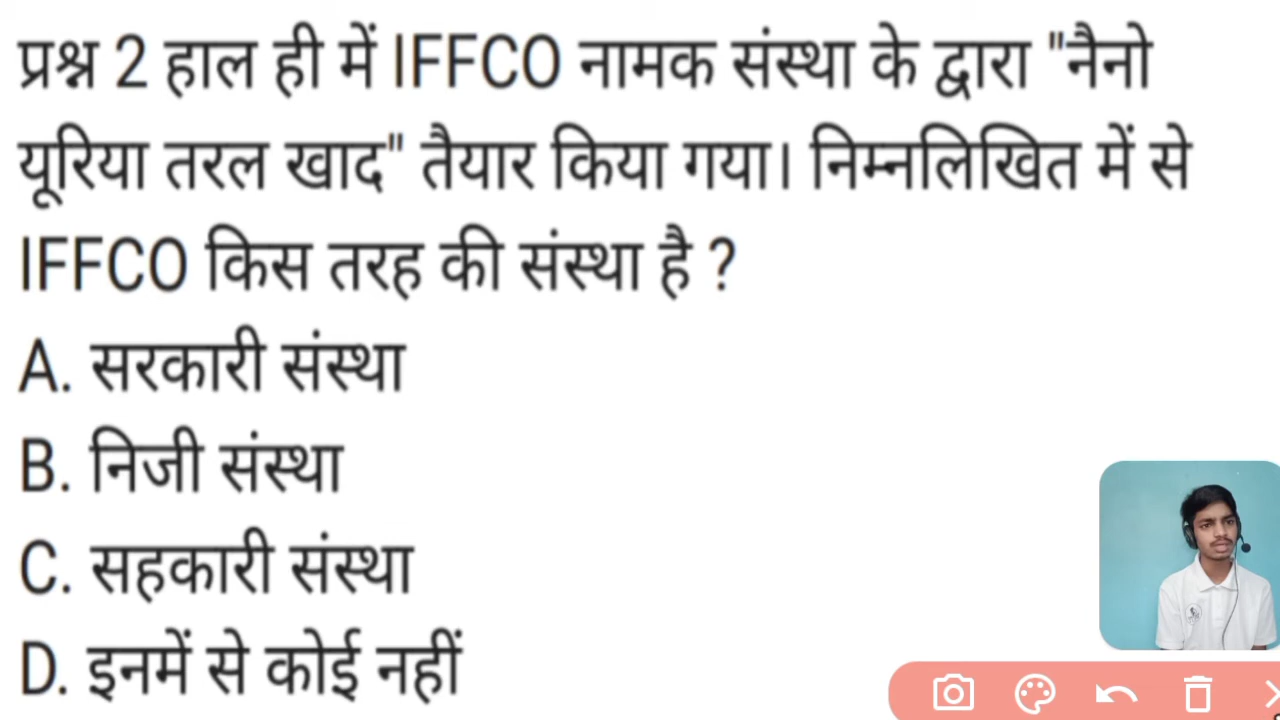 प्रश्न 2 हाल ही में IFFCO नामक संस्था के द्वारा "नैनो
यूरिया तरल खाद" तैयार किया गया। निम्नलिखित में से
IFFCO किस तरह की संस्था है ?
A. सरकारी संस्था
B. निजी संस्था
C. सहकारी संस्था
D. इनमें से कोई नहीं